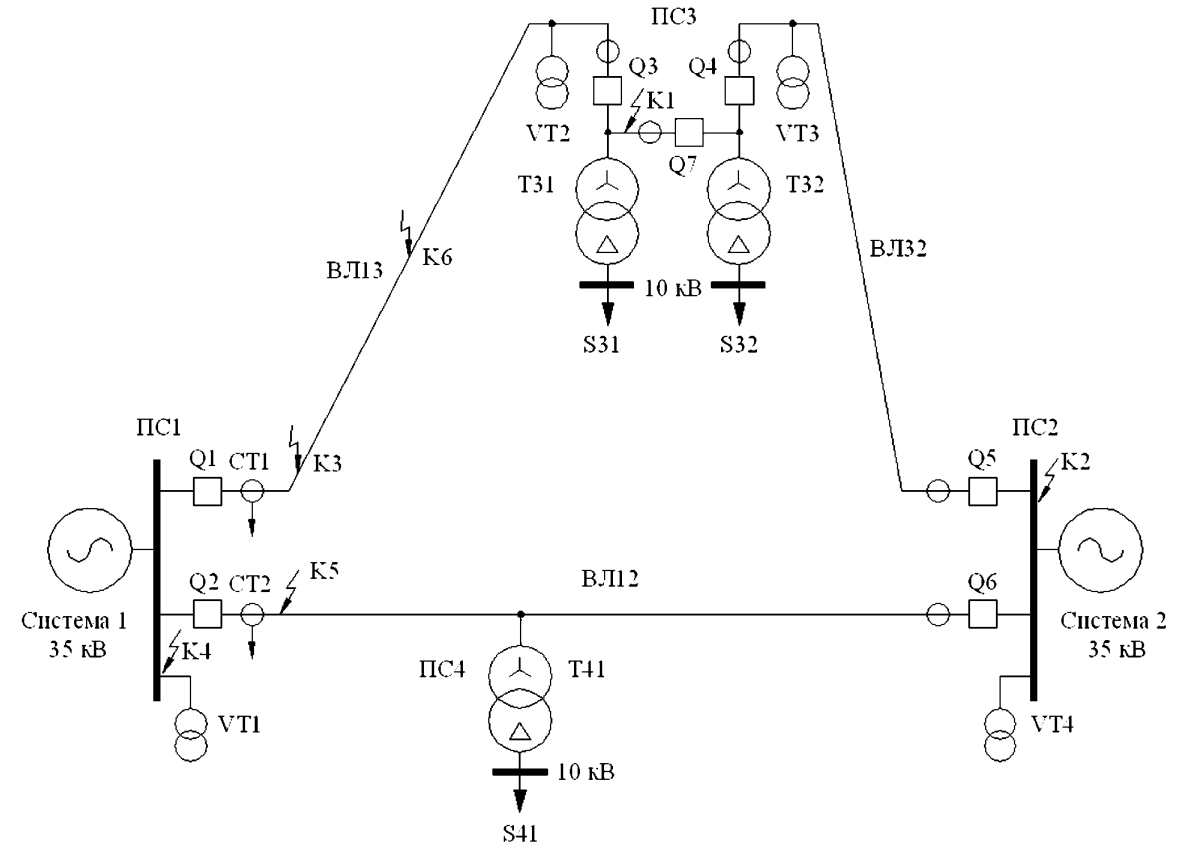 ПС3
Q3
Q4
K1
VT2
VT3
Q7
T31
T32
ВЛ32
K6
ВЛ13
10 кВ
S31
S32
ПС1
ПС2
Q1
CT1
K3
Q5
K2
K5
ВЛ12
Q2
CT2
Q6
Система 1
35 кВ
Система 2
35 кВ
K4
ПС4
T41
VT1
VT4
10 кВ
S41